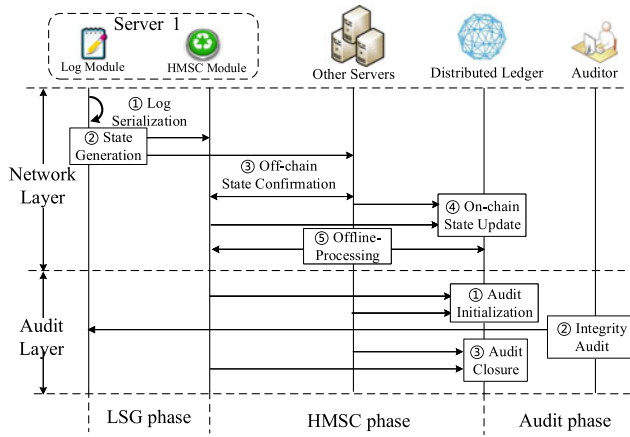 Server 1
Log Module
HMSC Module
Other Servers
Distributed Ledger
Auditor
Network
Layer
① Log
Serialization
② State
Generation
③ Off-chain
State Confirmation
④ On-chain
State Update
⑤ Offline-
Processing
Audit
Layer
① Audit
Initialization
② Integrity
Audit
③ Audit
Closure
LSG phase
HMSC phase
Audit phase